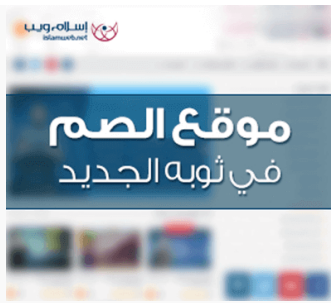 إسلام ويب
islamweb.net
موقع الصم
في ثوبه الجديد